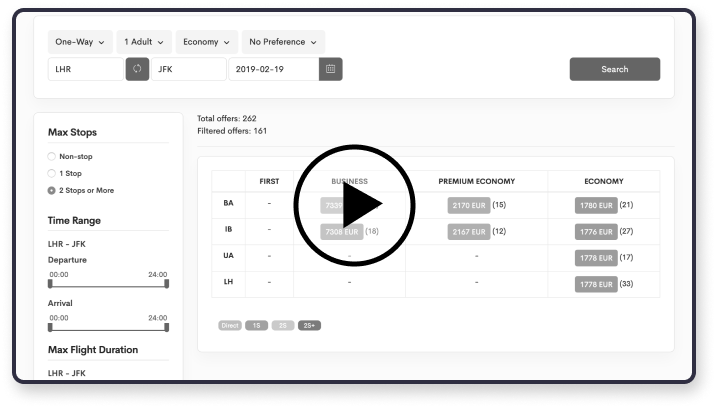 One-Way 1 Adult Economy No Preference
LHR JFK 2019-02-19 Search
Total offers: 262
Filtered offers: 161
Max Stops
Non-stop
1 Stop
2 Stops or More
Time Range
LHR - JFK
Departure
00:00 24:00
Arrival
00:00 24:00
Max Flight Duration
LHR - JFK
FIRST BUSINESS PREMIUM ECONOMY ECONOMY
BA - 2170 EUR (15) 1780 EUR (21)
IB - 7308 EUR (18) 2167 EUR (12) 1776 EUR (27)
UA - - - 1778 EUR (17)
LH - - - 1778 EUR (33)
Direct 1S 2S 2S+